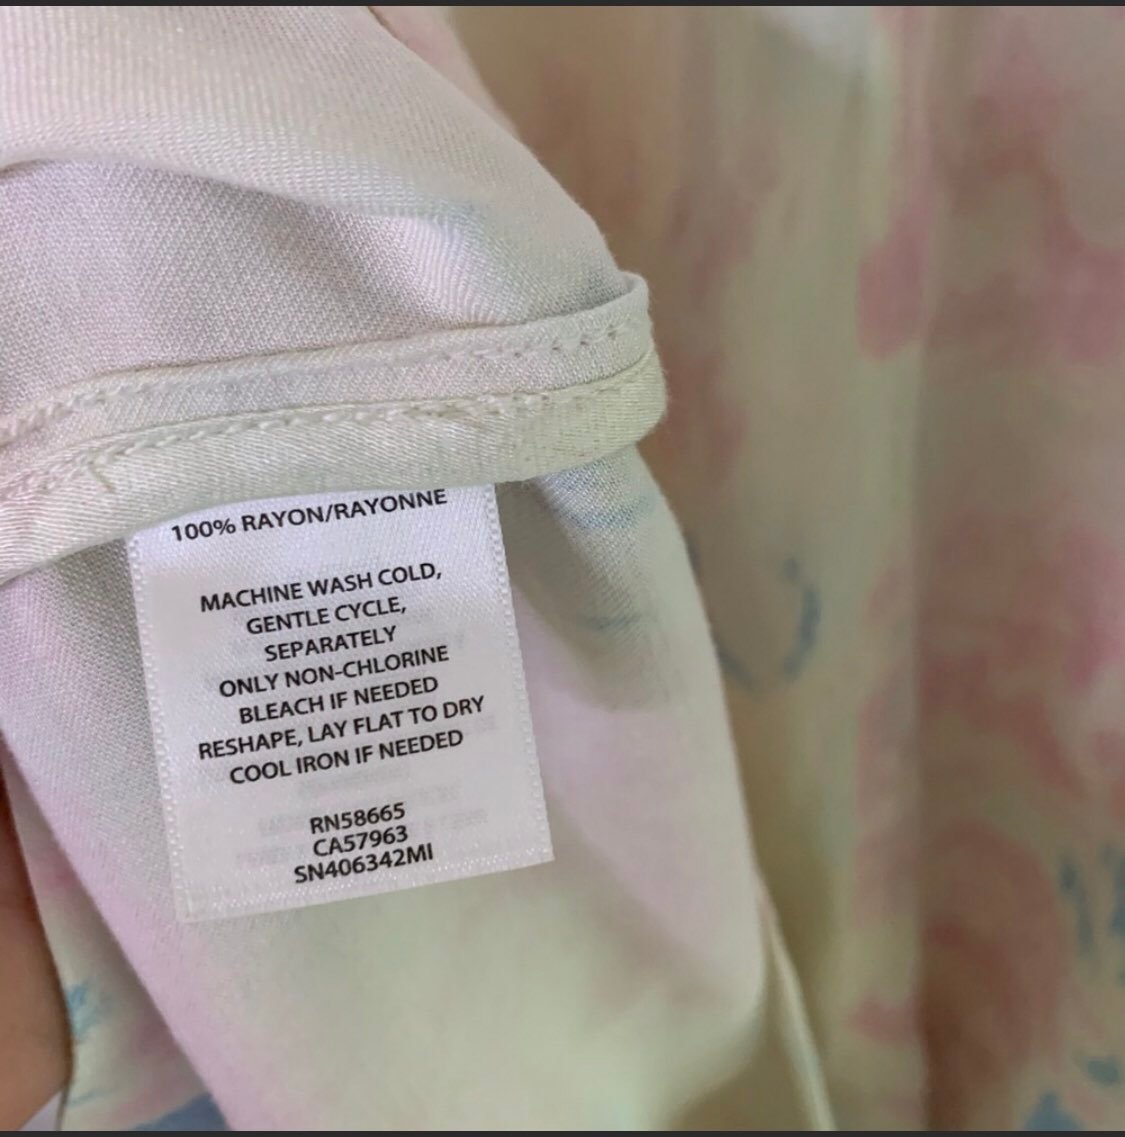 100% RAYON/RAYONNE
MACHINE WASH COLD,
GENTLE CYCLE,
SEPARATELY
ONLY NON-CHLORINE
BLEACH IF NEEDED
RESHAPE, LAY FLAT TO DRY
COOL IRON IF NEEDED
RN58665
CA57963
SN406342MI